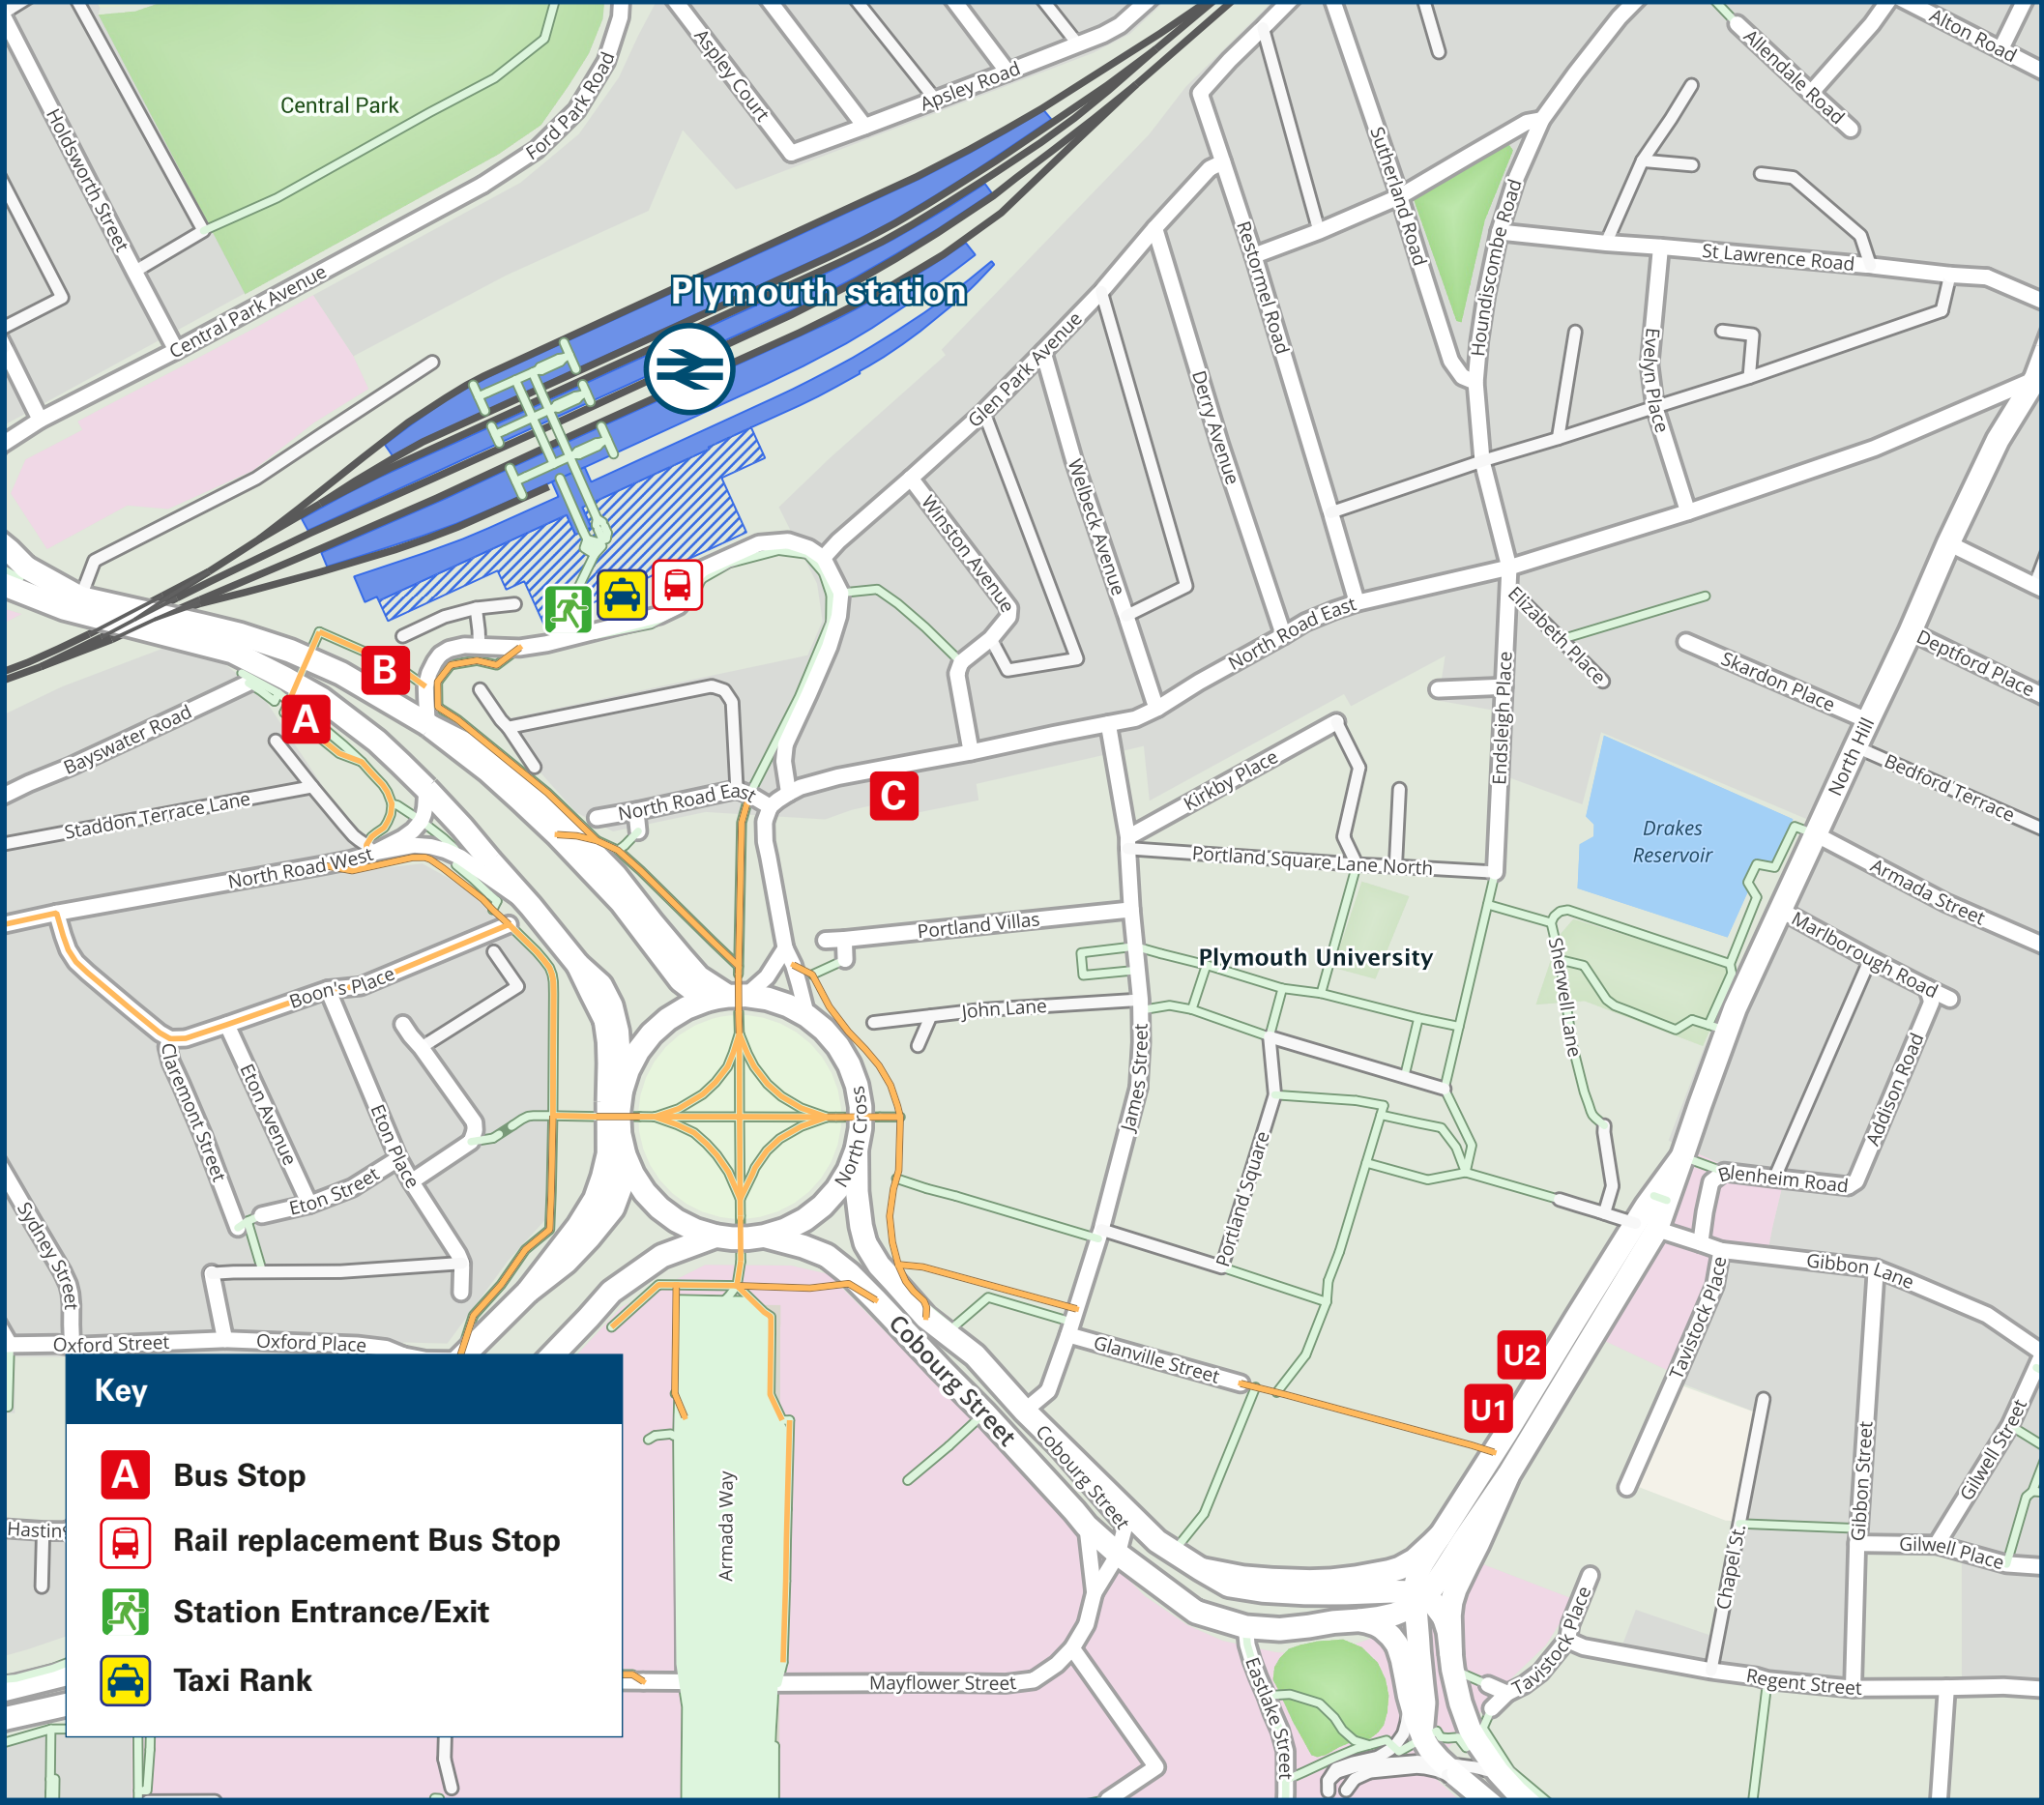 Alton Road
Allendale Road
Aspley Court
Apsley Road
Central Park
Ford Park Road
Holdsworth Street
Sutherland Road
Houndiscombe Road
St Lawrence Road
Restormel Road
Central Park Avenue
Plymouth station
Glen Park Avenue
Evelyn Place
Derry Avenue
Welbeck Avenue
Winston Avenue
North Road East
Elizabeth Place
Deptford Place
Skardon Place
Endsleigh Place
North Hill
B
A
Bayswater Road
Staddon Terrace Lane
North Road East
C
Kirkby Place
Bedford Terrace
Drakes
Reservoir
North Road West
Portland Square Lane North
Armada Street
Portland Villas
Plymouth University
Marlborough Road
Sherwell Lane
Boon's Place
John Lane
James Street
Addison Road
Claremont Street
Eton Avenue
Eton Place
North Cross
Portland Square
Eton Street
Blenheim Road
Sydney Street
Gibbon Lane
Tavistock Place
Oxford Street
Oxford Place
Cobourg Street
Glanville Street
U2
U1
Cobourg Street
Gibbon Street
Gilwell Street
Gilwell Place
Chapel St.
Armada Way
Hastin
Tavistock Place
Mayflower Street
Eastlake Street
Regent Street
Key
A Bus Stop
Rail replacement Bus Stop
Station Entrance/Exit
Taxi Rank